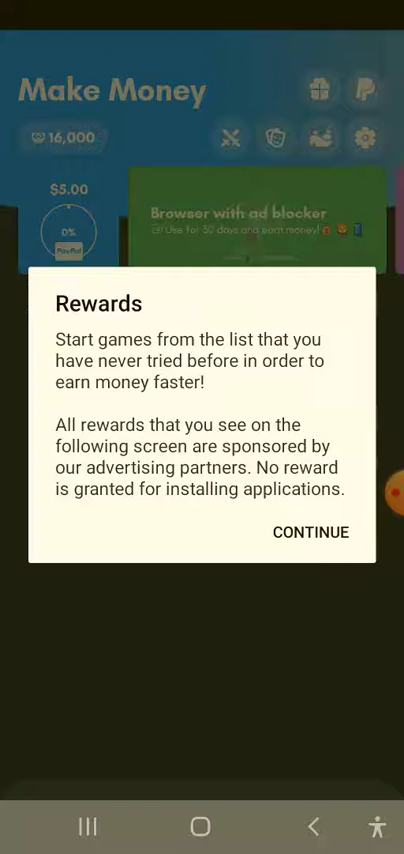 Make Money
16,000
$5.00
0%
PayPal
Browser with ad blocker
Use for 30 days and earn money!
Rewards
Start games from the list that you
have never tried before in order to
earn money faster!
All rewards that you see on the
following screen are sponsored by
our advertising partners. No reward
is granted for installing applications.
CONTINUE